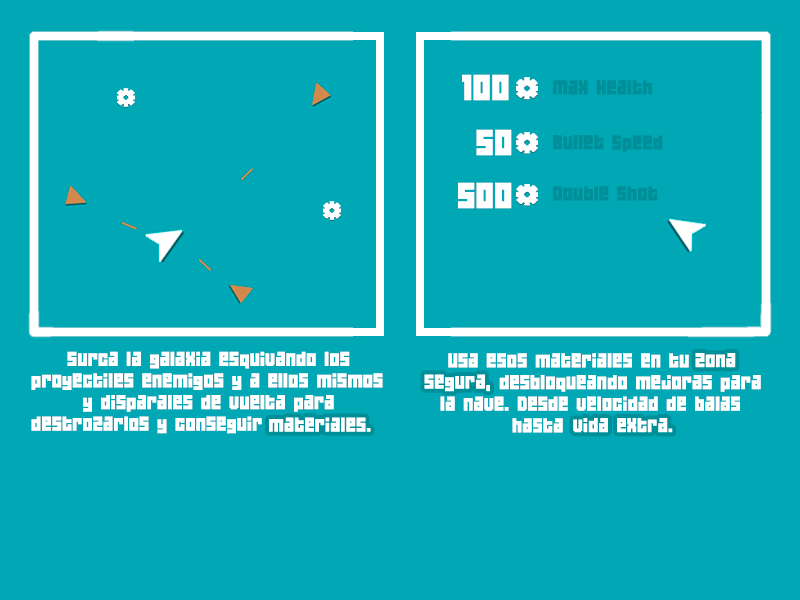 100 Max Health
50 Bullet Speed
500 Double Shot
Surca la galaxia esquivando los
proyectiles enemigos y a ellos mismos
y disparales de vuelta para
destrozarlos y conseguir materiales.
Usa esos materiales en tu zona
segura, desbloqueando mejoras para
la nave. Desde velocidad de balas
hasta vida extra.